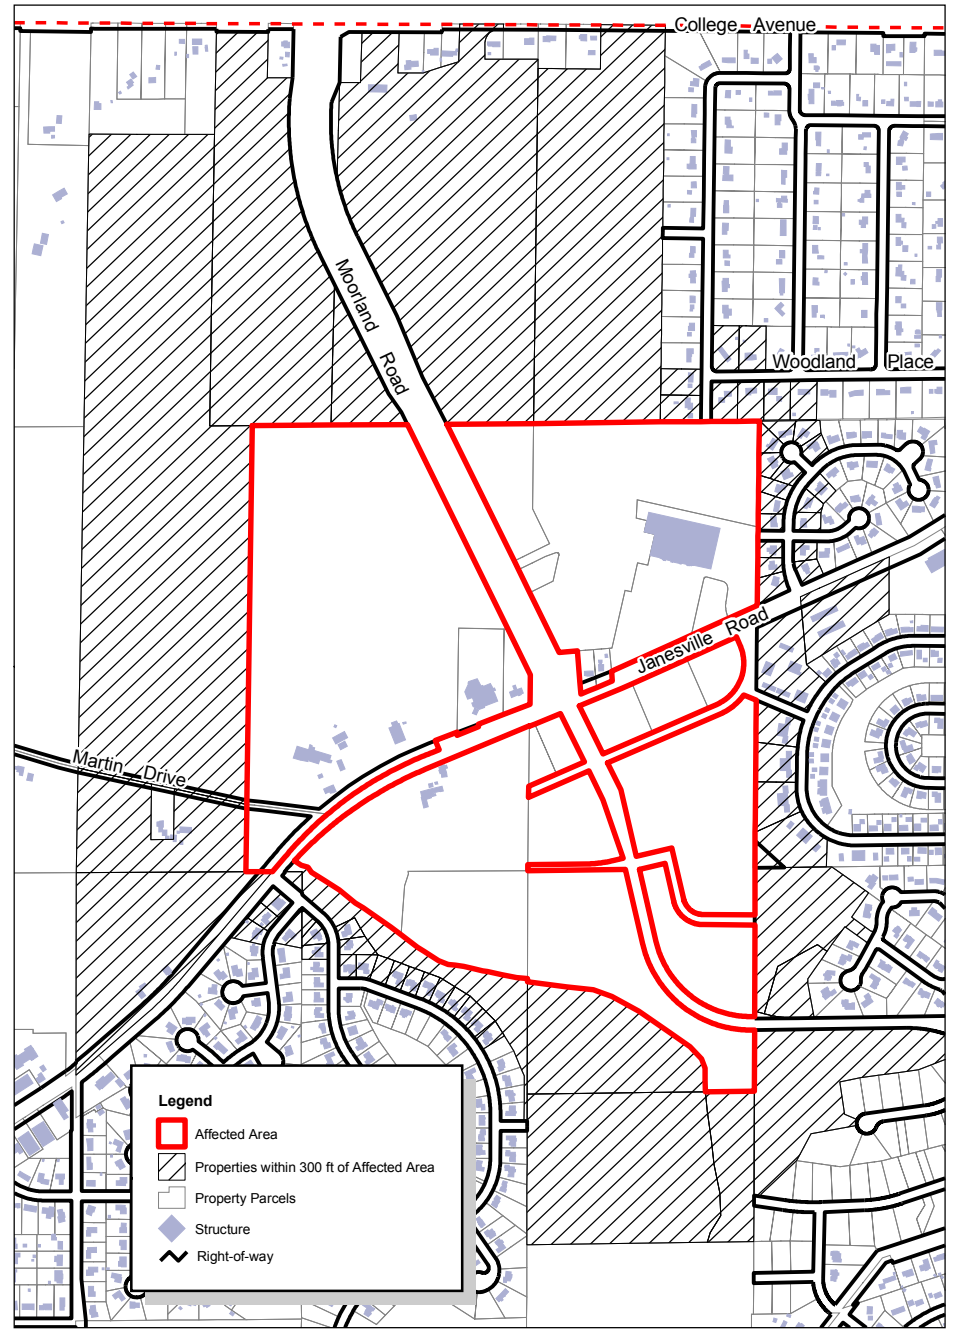 College Avenue
Moorland Road
Woodland Place
Janesville Road
Martin Drive
Legend
Affected Area
Properties within 300 ft of Affected Area
Property Parcels
Structure
Right-of-way